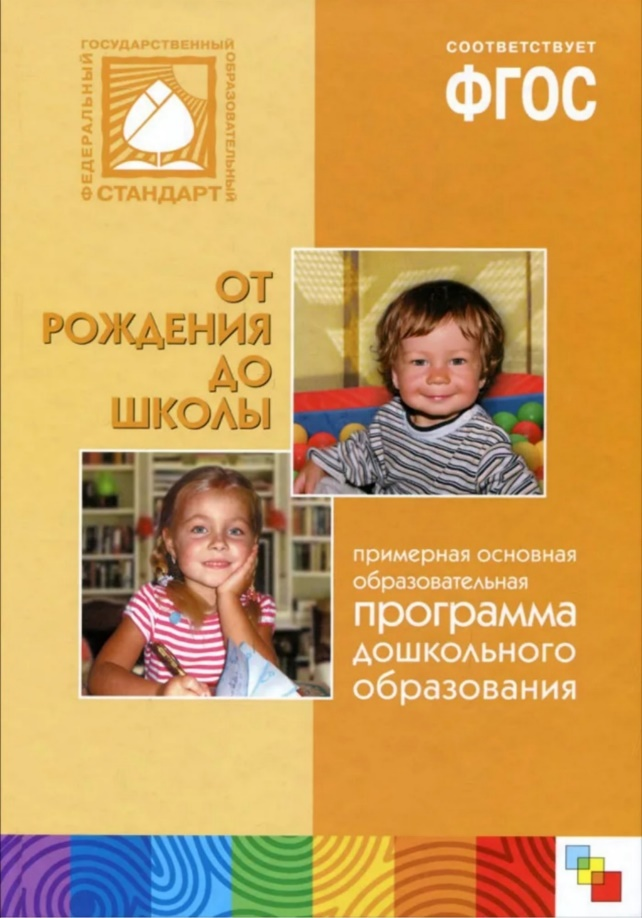 ФЕДЕРАЛЬНЫЙ
ГОСУДАРСТВЕННЫЙ
ОБРАЗОВАТЕЛЬНЫЙ
СТАНДАРТ
СООТВЕТСТВУЕТ
ФГОС
ОТ
РОЖДЕНИЯ
ДО
ШКОЛЫ
примерная основная
образовательная
программа
дошкольного
образования